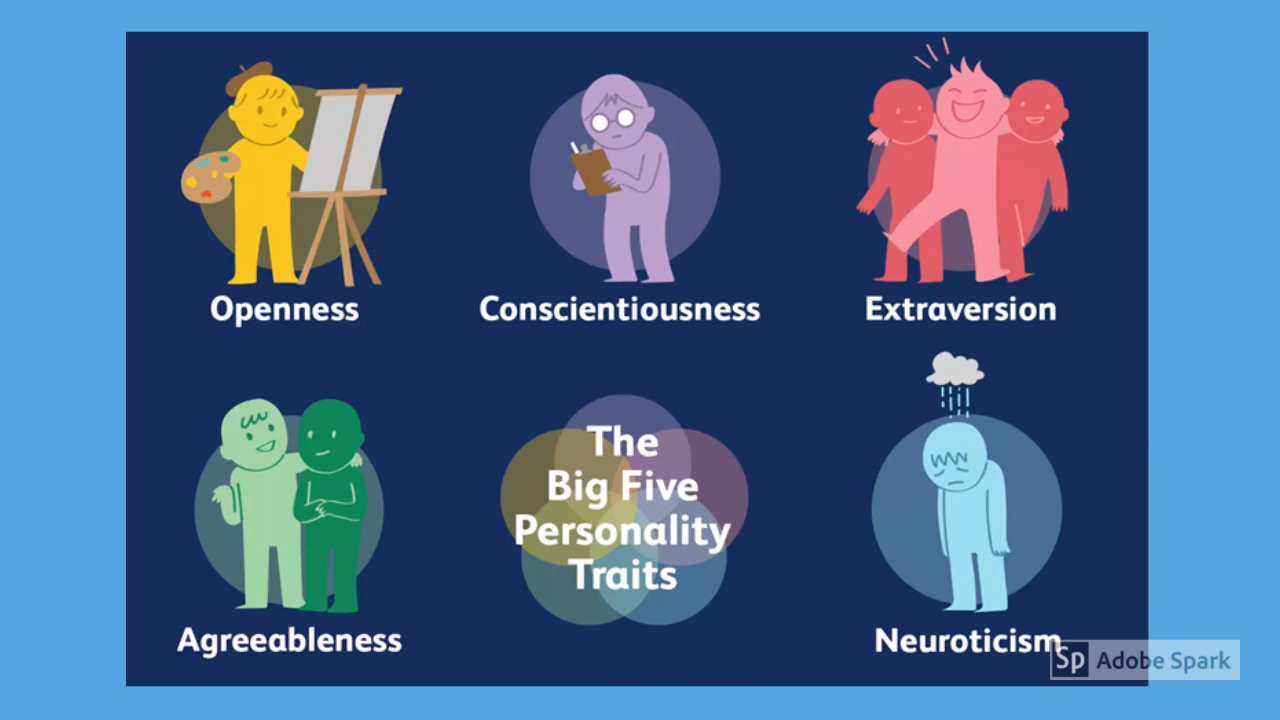 Openness
Conscientiousness
Extraversion
Agreeableness
The
Big Five
Personality
Traits
Neuroticism
Sp Adobe Spark